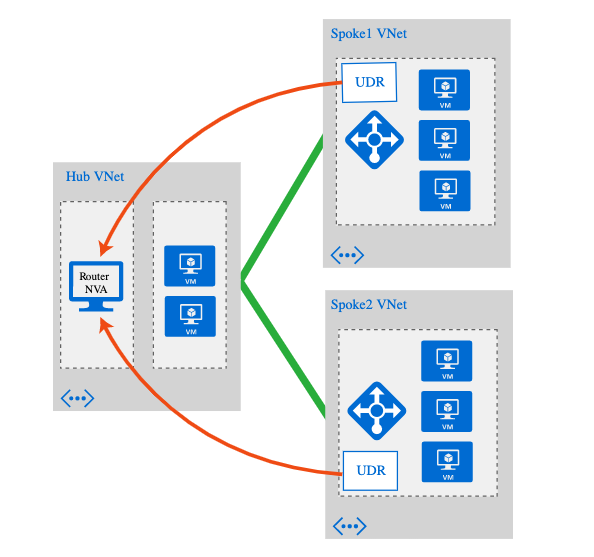 Spoke1 VNet
UDR
VM
VM
VM
Hub VNet
Router
NVA
VM
VM
Spoke2 VNet
VM
VM
UDR
VM